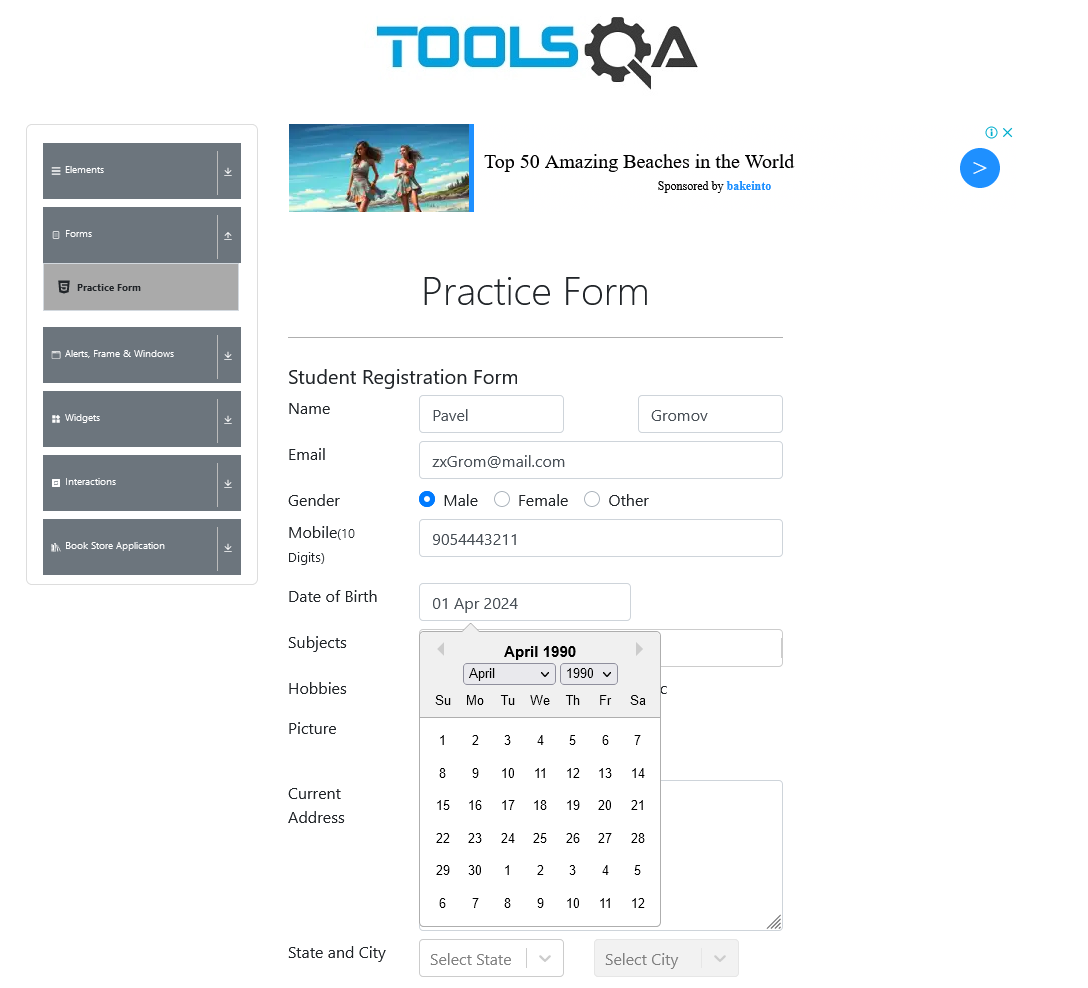 TOOLSQA
Elements
Forms
Practice Form
Alerts, Frame & Windows
Widgets
Interactions
Book Store Application
Top 50 Amazing Beaches in the World
Sponsored by bakeinto
Practice Form
Student Registration Form
Name Pavel Gromov
Email zxGrom@mail.com
Gender Male Female Other
Mobile(10 Digits) 9054443211
Date of Birth 01 Apr 2024
Subjects
April 1990
April 1990
Hobbies c
Su Mo Tu We Th Fr Sa
Picture
1 2 3 4 5 6 7
8 9 10 11 12 13 14
Current
Address
15 16 17 18 19 20 21
22 23 24 25 26 27 28
29 30 1 2 3 4 5
6 7 8 9 10 11 12
State and City Select State Select City